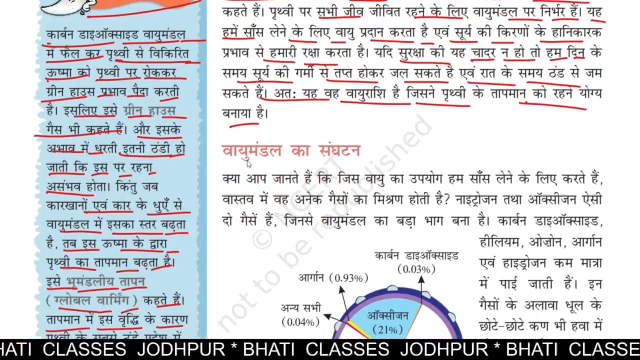 कार्बन डाइऑक्साइड वायुमंडल
में फैल कर पृथ्वी से विकिरित
ऊष्मा को पृथ्वी पर रोककर
ग्रीन हाउस प्रभाव पैदा करती
है। इसलिए इसे ग्रीन हाउस
गैस भी कहते हैं। और इसके
अभाव में धरती इतनी ठंडी हो
जाती कि इस पर रहना
असंभव होता। किंतु जब
कारखानों एवं कार के धुएँ से
वायुमंडल में इसका स्तर बढ़ता
है, तब इस ऊष्मा के द्वारा
पृथ्वी का तापमान बढ़ता है।
इसे भूमंडलीय तापन
(ग्लोबल वार्मिंग) कहते हैं।
तापमान में इस वृद्धि के कारण
पृथ्वी के सबसे ठंडे प्रदेश में
कहते हैं। पृथ्वी पर सभी जीव जीवित रहने के लिए वायुमंडल पर निर्भर हैं। यह
हमें साँस लेने के लिए वायु प्रदान करता है एवं सूर्य की किरणों के हानिकारक
प्रभाव से हमारी रक्षा करता है। यदि सुरक्षा की यह चादर न हो तो हम दिन के
समय सूर्य की गर्मी से तप्त होकर जल सकते है एवं रात के समय ठंड से जम
सकते हैं। अतः यह वह वायुराशि है जिसने पृथ्वी के तापमान को रहने योग्य
बनाया है।
वायुमंडल का संघटन
क्या आप जानते हैं कि जिस वायु का उपयोग हम साँस लेने के लिए करते हैं,
वास्तव में वह अनेक गैसों का मिश्रण होती है? नाइट्रोजन तथा ऑक्सीजन ऐसी
दो गैसें हैं, जिनसे वायुमंडल का बड़ा भाग बना है। कार्बन डाइऑक्साइड,
हीलियम, ओज़ोन, आर्गान
एवं हाइड्रोजन कम मात्रा
में पाई जाती हैं। इन
गैसों के अलावा धूल के
छोटे-छोटे कण भी हवा में
कार्बन डाइऑक्साइड
(0.03%)
आर्गान (0.93%)
अन्य सभी
(0.04%)
ऑक्सीजन
(21%)
not to be republished
BHATI CLASSES JODHPUR * BHATI CLASSES JODHPUR * BHATI